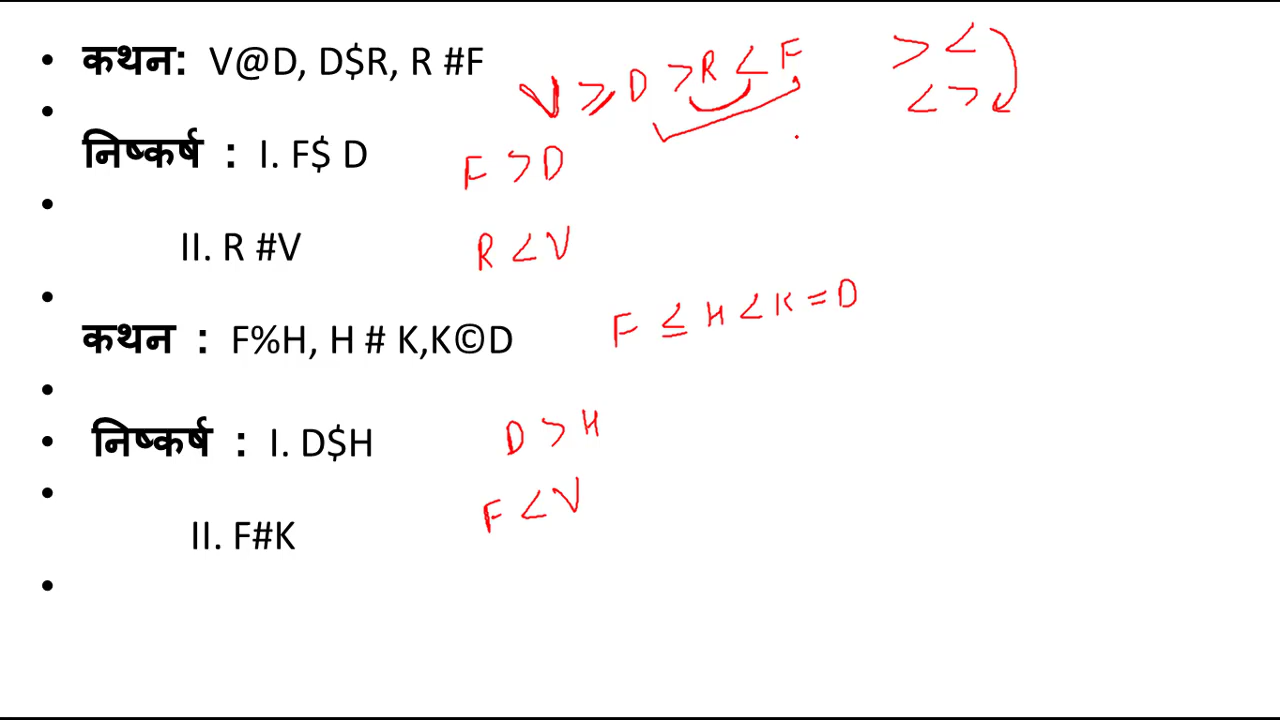 • कथन: V@D, D$R, R #F
V ≥ D > R < F
> <
< >
•
निष्कर्ष : I. F$ D
F > D
•
II. R #V
R < V
•
कथन : F%H, H # K,K©D
F ≤ H < K = D
•
• निष्कर्ष : I. D$H
D > H
•
II. F#K
F < V
•